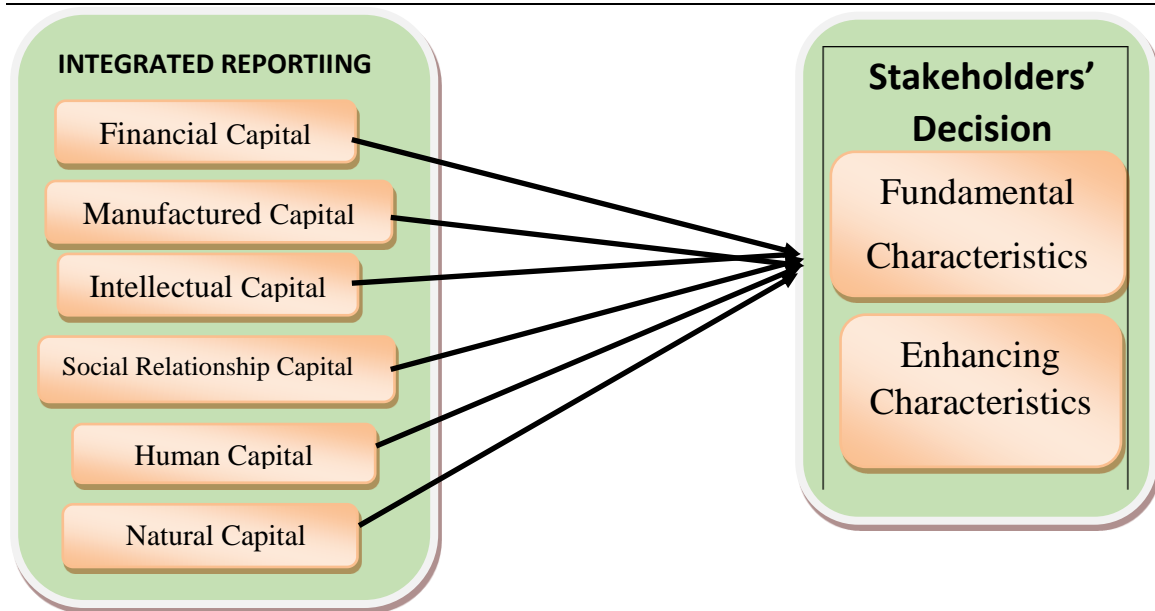 INTEGRATED REPORTIING
Financial Capital
Manufactured Capital
Intellectual Capital
Social Relationship Capital
Human Capital
Natural Capital
Stakeholders’
Decision
Fundamental
Characteristics
Enhancing
Characteristics